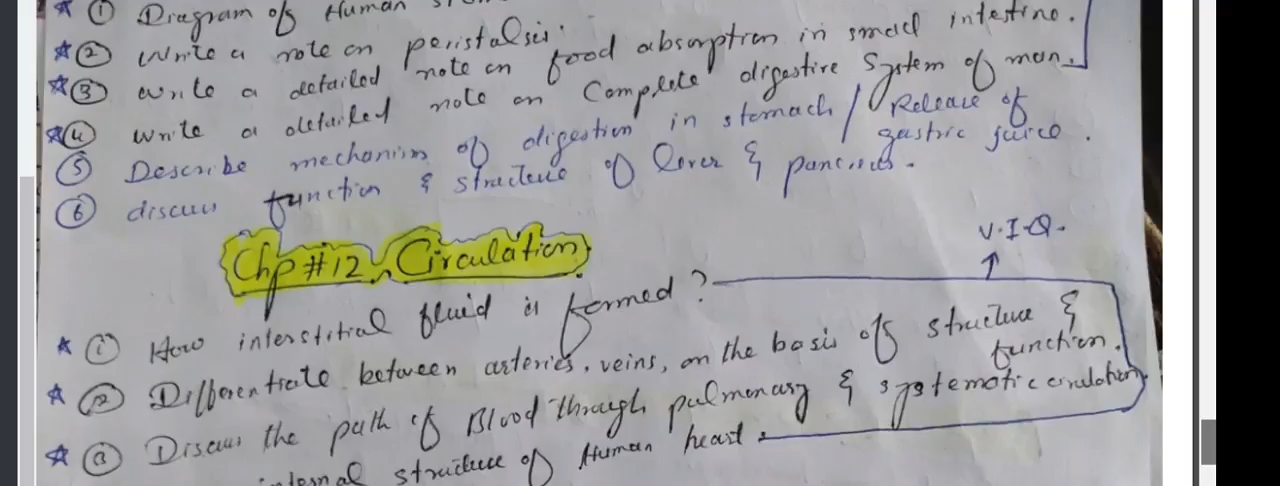 ① Diagram of Human
② Write a note on peristalsis.
③ Write a detailed note on food absorption in small intestine.
④ Write a detailed note on Complete digestive System of man.
⑤ Describe mechanism of digestion in stomach / Release of gastric juice.
⑥ discuss function & structure of liver & pancreas.
Chp #12 Circulation
V.I.Q.
① How interstitial fluid is formed?
② Differentiate between arteries, veins, on the basis of structure & function.
③ Discuss the path of Blood through pulmonary & systematic circulation
internal structure of Human heart.